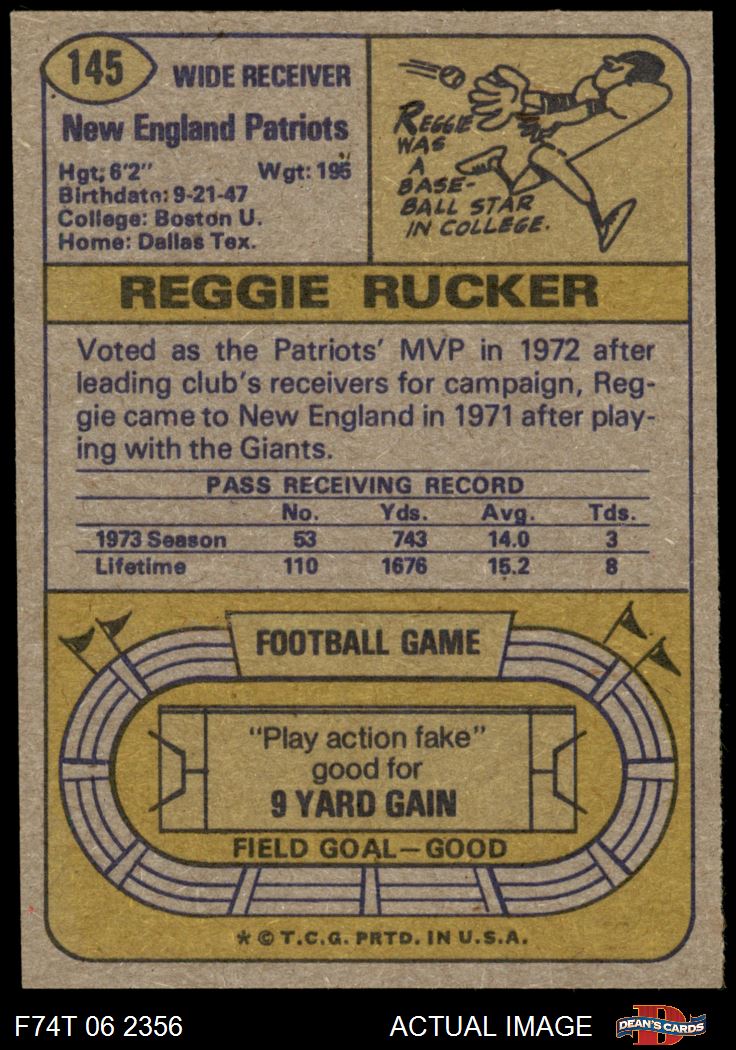 145
WIDE RECEIVER
New England Patriots
Hgt: 6'2" Wgt: 195
Birthdate: 9-21-47
College: Boston U.
Home: Dallas Tex.
REGGIE
WAS
A
BASE-
BALL STAR
IN COLLEGE.
REGGIE RUCKER
Voted as the Patriots' MVP in 1972 after
leading club's receivers for campaign, Reg-
gie came to New England in 1971 after play-
ing with the Giants.
PASS RECEIVING RECORD
No. Yds. Avg. Tds.
1973 Season 53 743 14.0 3
Lifetime 110 1676 15.2 8
FOOTBALL GAME
"Play action fake"
good for
9 YARD GAIN
FIELD GOAL—GOOD
* © T.C.G. PRTD. IN U.S.A.
F74T 06 2356 ACTUAL IMAGE
D
DEAN'S CARDS